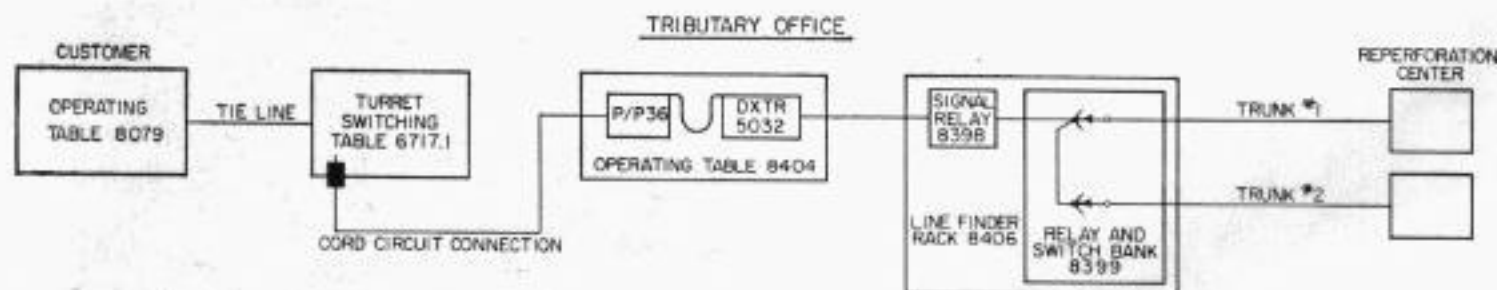 TRIBUTARY OFFICE
CUSTOMER
OPERATING
TABLE 8079
TIE LINE
TURRET
SWITCHING
TABLE 6717.1
CORD CIRCUIT CONNECTION
P/P36
DXTR
5032
OPERATING TABLE 8404
SIGNAL
RELAY
8398
LINE FINDER
RACK 8406
RELAY AND
SWITCH BANK
8399
TRUNK #1
TRUNK #2
REPERFORATION
CENTER